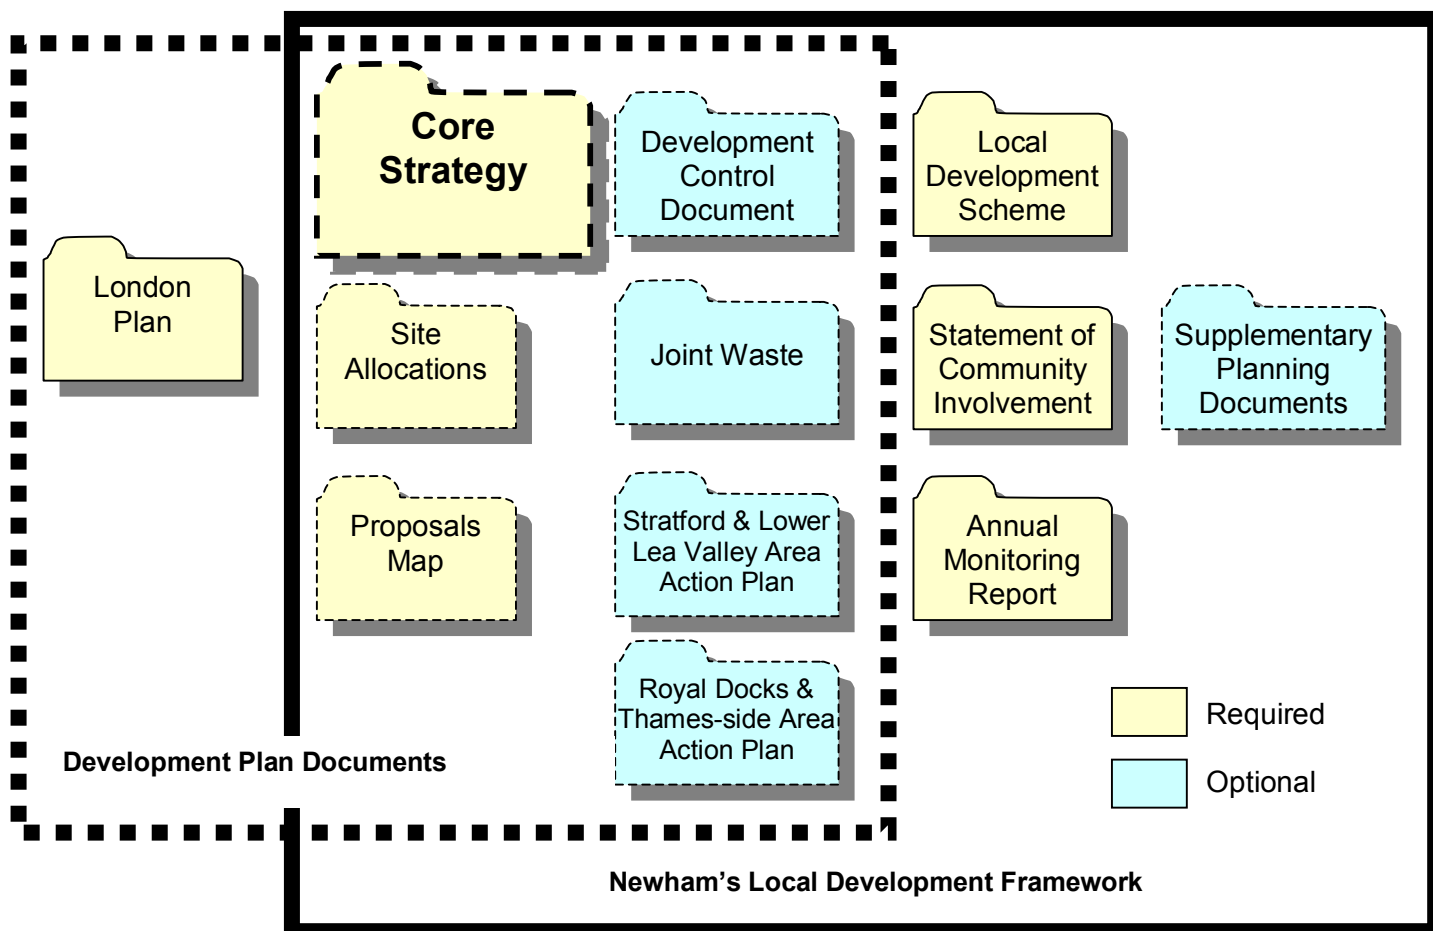 Core
Strategy
Development
Control
Document
Local
Development
Scheme
London
Plan
Site
Allocations
Joint Waste
Statement of
Community
Involvement
Supplementary
Planning
Documents
Proposals
Map
Stratford & Lower
Lea Valley Area
Action Plan
Annual
Monitoring
Report
Royal Docks &
Thames-side Area
Action Plan
Required
Development Plan Documents
Optional
Newham’s Local Development Framework